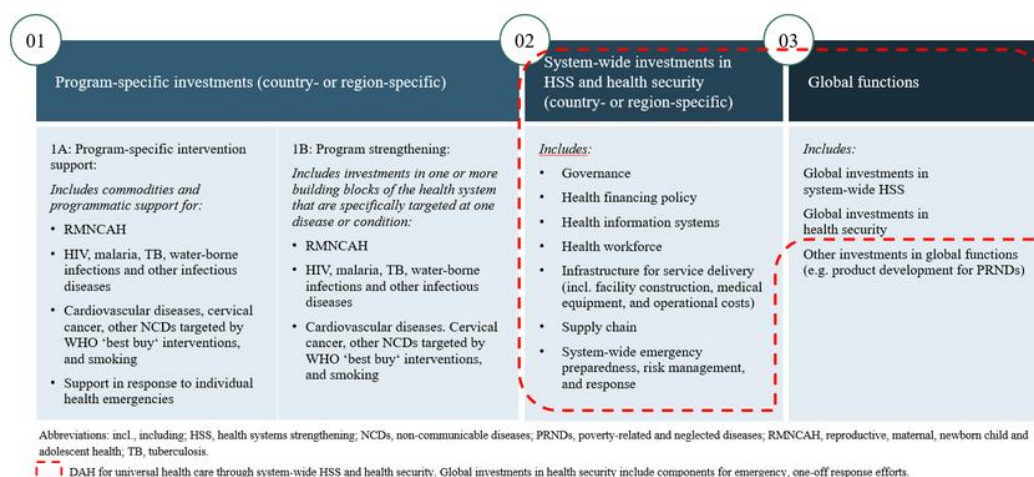 01
02
03
Program-specific investments (country- or region-specific)
System-wide investments in
HSS and health security
(country- or region-specific)
Global functions
1A: Program-specific intervention
support:
Includes commodities and
programmatic support for:
• RMNCAH
• HIV, malaria, TB, water-borne
infections and other infectious
diseases
• Cardiovascular diseases, cervical
cancer, other NCDs targeted by
WHO ‘best buy‘ interventions,
and smoking
• Support in response to individual
health emergencies
1B: Program strengthening:
Includes investments in one or more
building blocks of the health system
that are specifically targeted at one
disease or condition:
• RMNCAH
• HIV, malaria, TB, water-borne
infections and other infectious
diseases
• Cardiovascular diseases. Cervical
cancer, other NCDs targeted by
WHO ‘best buy‘ interventions,
and smoking
Includes:
• Governance
• Health financing policy
• Health information systems
• Health workforce
• Infrastructure for service delivery
(incl. facility construction, medical
equipment, and operational costs)
• Supply chain
• System-wide emergency
preparedness, risk management,
and response
Includes:
Global investments in
system-wide HSS
Global investments in
health security
Other investments in global functions
(e.g. product development for PRNDs)
Abbreviations: incl., including; HSS, health systems strengthening; NCDs, non-communicable diseases; PRNDs, poverty-related and neglected diseases; RMNCAH, reproductive, maternal, newborn child and
adolescent health; TB, tuberculosis.
DAH for universal health care through system-wide HSS and health security. Global investments in health security include components for emergency, one-off response efforts.